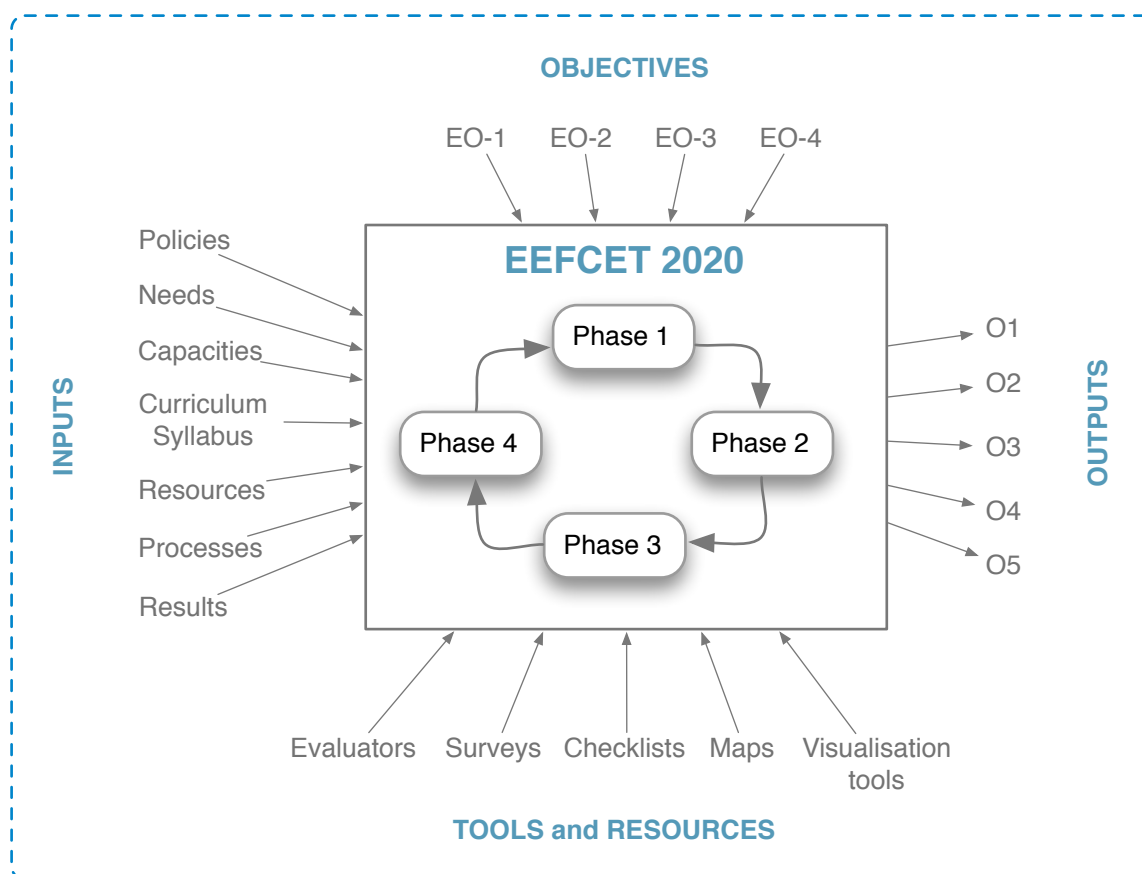 OBJECTIVES
EO-1
EO-2
EO-3
EO-4
EEFCET 2020
INPUTS
Policies
Needs
Capacities
Curriculum
Syllabus
Resources
Processes
Results
Phase 1
Phase 2
Phase 3
Phase 4
O1
O2
O3
O4
O5
OUTPUTS
Evaluators
Surveys
Checklists
Maps
Visualisation
tools
TOOLS and RESOURCES